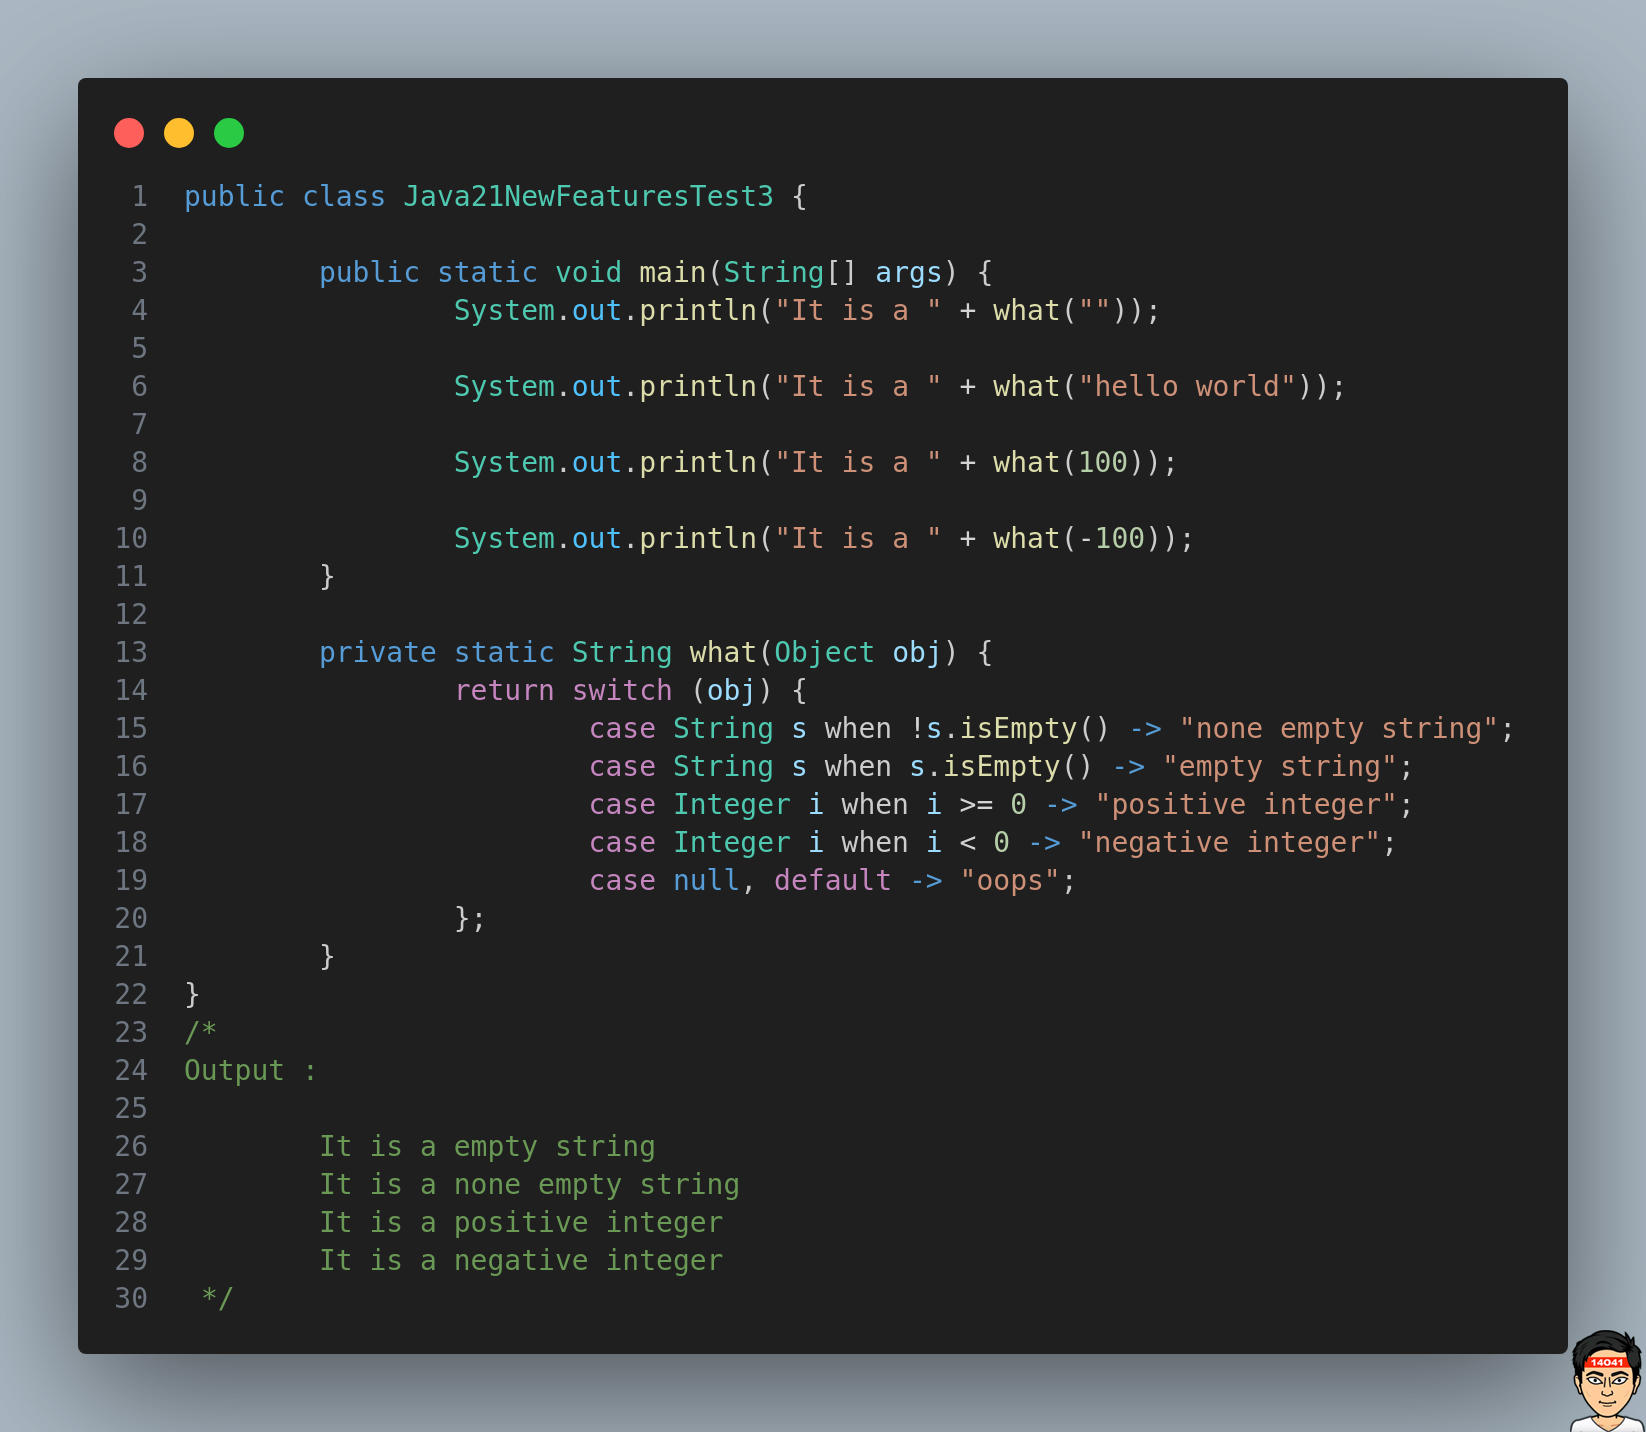 1 public class Java21NewFeaturesTest3 {
2
3 public static void main(String[] args) {
4 System.out.println("It is a " + what(""));
5
6 System.out.println("It is a " + what("hello world"));
7
8 System.out.println("It is a " + what(100));
9
10 System.out.println("It is a " + what(-100));
11 }
12
13 private static String what(Object obj) {
14 return switch (obj) {
15 case String s when !s.isEmpty() -> "none empty string";
16 case String s when s.isEmpty() -> "empty string";
17 case Integer i when i >= 0 -> "positive integer";
18 case Integer i when i < 0 -> "negative integer";
19 case null, default -> "oops";
20 };
21 }
22 }
23 /*
24 Output :
25
26 It is a empty string
27 It is a none empty string
28 It is a positive integer
29 It is a negative integer
30 */
14041